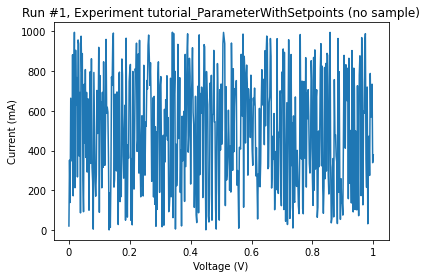 Run #1, Experiment tutorial_ParameterWithSetpoints (no sample)
1000
800
600
400
200
0
Current (mA)
0 0.2 0.4 0.6 0.8 1
Voltage (V)